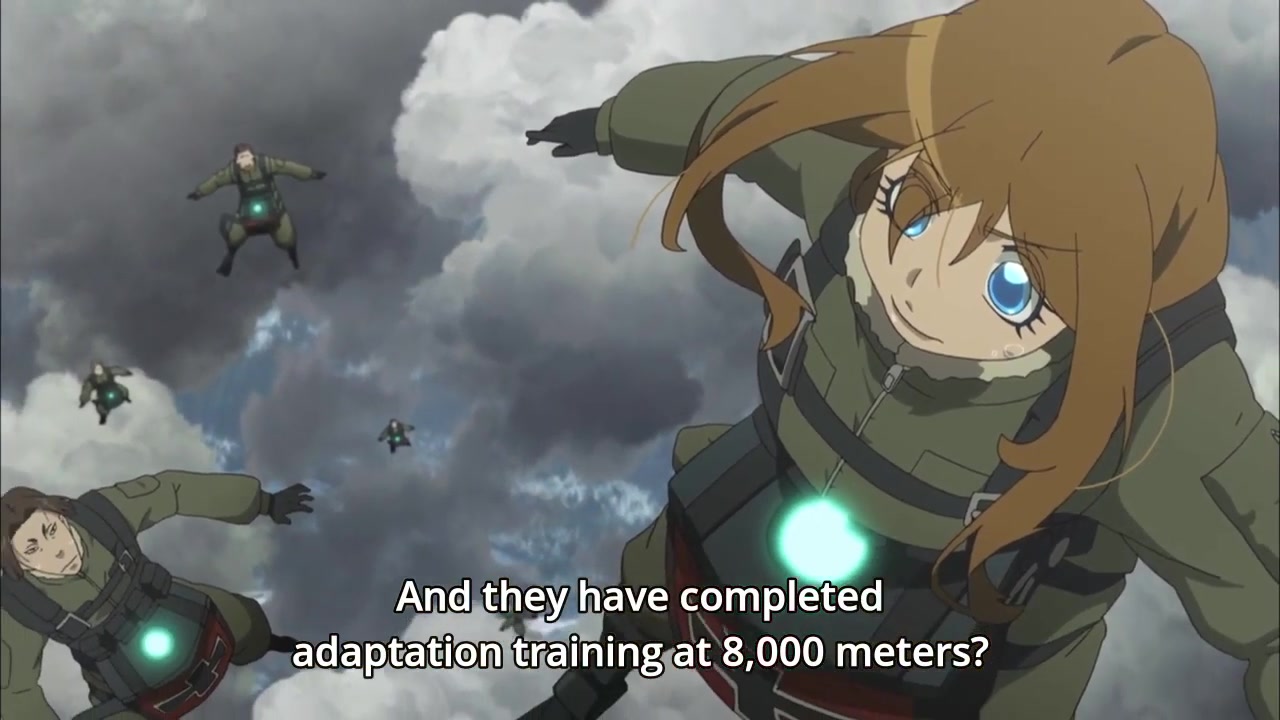 And they have completed
adaptation training at 8,000 meters?